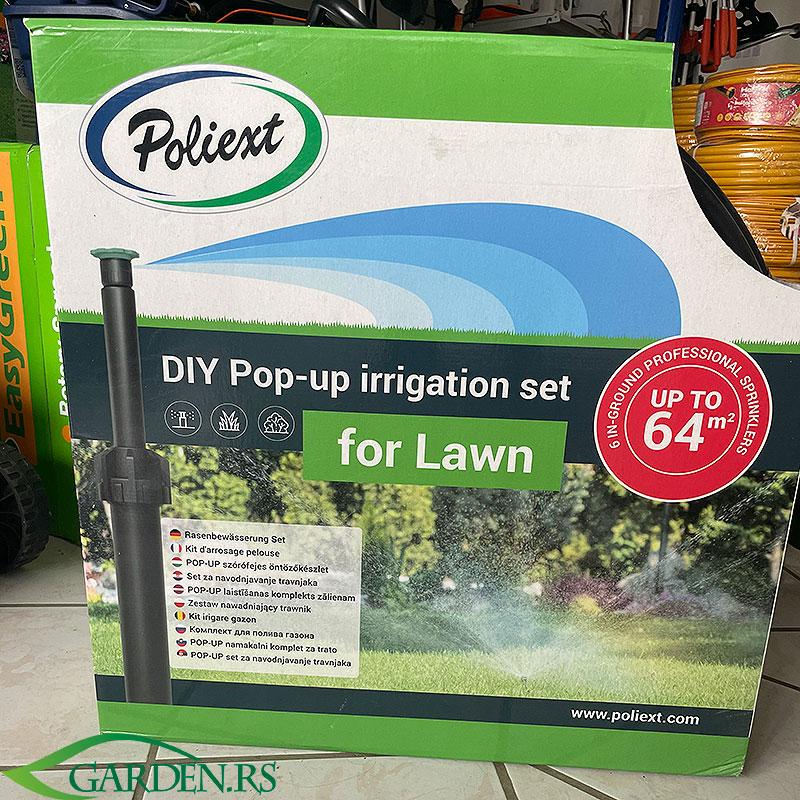 Poliext
DIY Pop-up irrigation set
for Lawn
6 IN-GROUND PROFESSIONAL SPRINKLERS
UP TO
64 m²
Rasenbewässerung Set
Kit d'arrosage pelouse
POP-UP szórófejes öntözőkészlet
Set za navodnjavanje travnjaka
POP-UP laistīšanas komplekts zālienam
Zestaw nawadniający trawnik
Kit irigare gazon
Комплект для полива газона
POP-UP namakalni komplet za trato
POP-UP set za navodnjavanje travnjaka
www.poliext.com
EasyGreen
GARDEN.RS